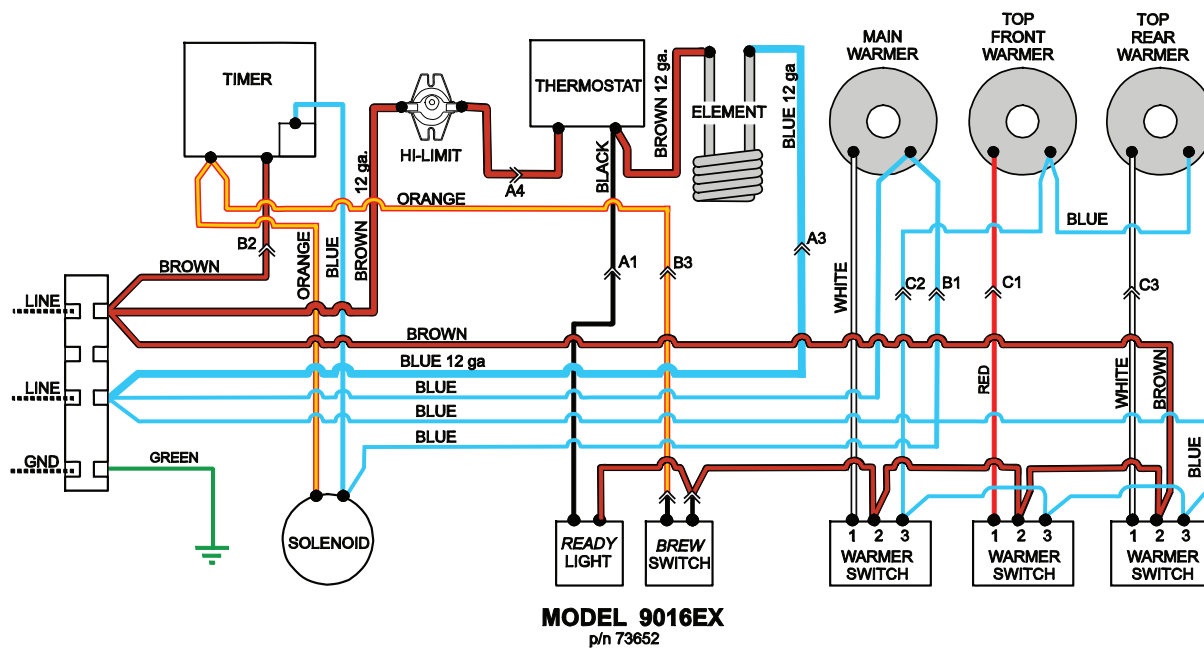 MAIN
WARMER
TOP
FRONT
WARMER
TOP
REAR
WARMER
TIMER
THERMOSTAT
ELEMENT
HI-LIMIT
12 ga.
BROWN
BLACK
BROWN 12 ga.
BLUE 12 ga
A4
ORANGE
B2
ORANGE
BLUE
BROWN
A1
B3
A3
WHITE
C2
B1
C1
C3
BLUE
LINE
BROWN
BLUE 12 ga
LINE
BLUE
BLUE
BLUE
RED
WHITE
BROWN
BLUE
GND
GREEN
SOLENOID
READY
LIGHT
BREW
SWITCH
1 2 3
WARMER
SWITCH
1 2 3
WARMER
SWITCH
1 2 3
WARMER
SWITCH
MODEL 9016EX
p/n 73652